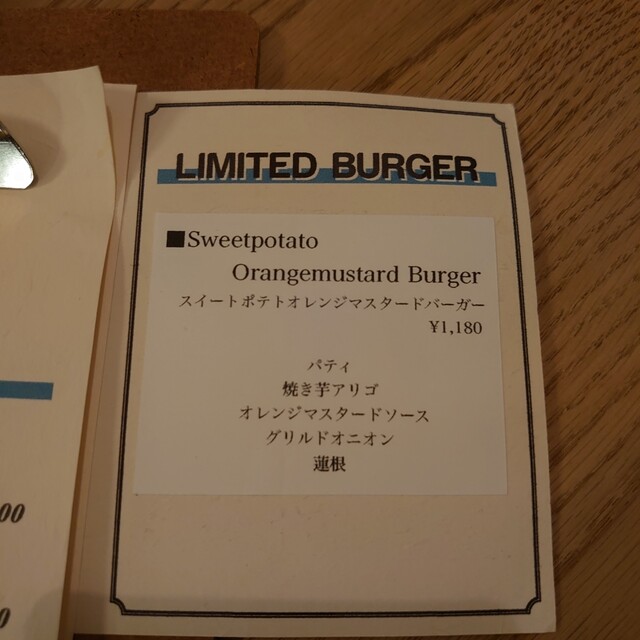 LIMITED BURGER
■Sweetpotato
Orangemustard Burger
スイートポテトオレンジマスタードバーガー
¥1,180
パティ
焼き芋アリゴ
オレンジマスタードソース
グリルドオニオン
蓮根
00
0